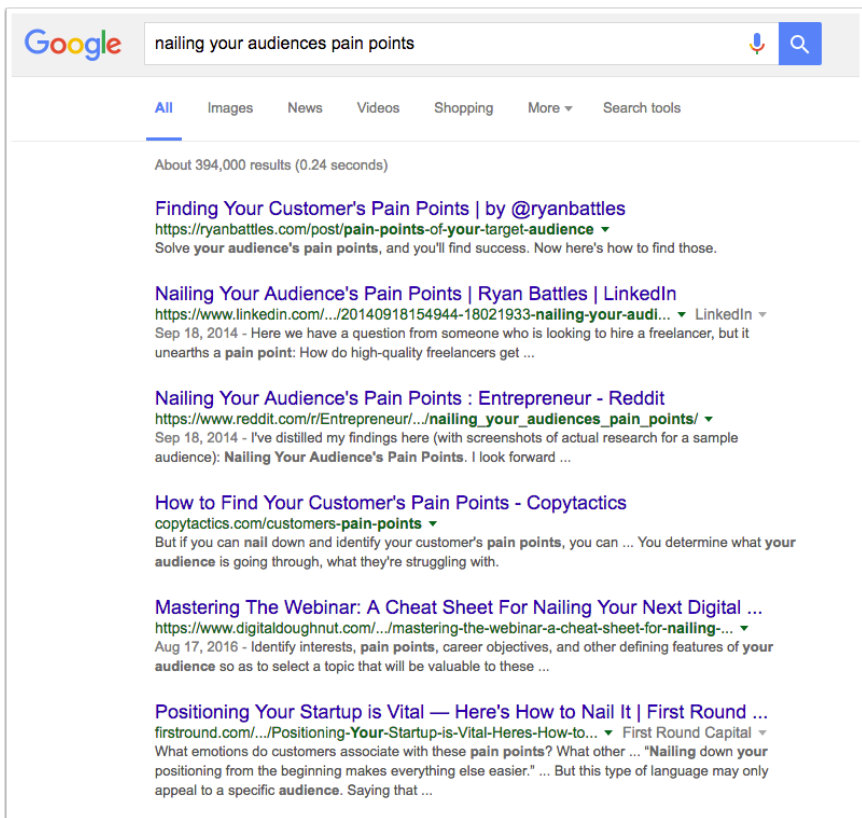 Google nailing your audiences pain points
All Images News Videos Shopping More Search tools
About 394,000 results (0.24 seconds)
Finding Your Customer's Pain Points | by @ryanbattles
https://ryanbattles.com/post/pain-points-of-your-target-audience
Solve your audience's pain points, and you'll find success. Now here's how to find those.
Nailing Your Audience's Pain Points | Ryan Battles | LinkedIn
https://www.linkedin.com/.../20140918154944-18021933-nailing-your-audi... LinkedIn
Sep 18, 2014 - Here we have a question from someone who is looking to hire a freelancer, but it
unearths a pain point: How do high-quality freelancers get ...
Nailing Your Audience's Pain Points : Entrepreneur - Reddit
https://www.reddit.com/r/Entrepreneur/.../nailing_your_audiences_pain_points/
Sep 18, 2014 - I've distilled my findings here (with screenshots of actual research for a sample
audience): Nailing Your Audience's Pain Points. I look forward ...
How to Find Your Customer's Pain Points - Copytactics
copytactics.com/customers-pain-points
But if you can nail down and identify your customer's pain points, you can ... You determine what your
audience is going through, what they're struggling with.
Mastering The Webinar: A Cheat Sheet For Nailing Your Next Digital ...
https://www.digitaldoughnut.com/.../mastering-the-webinar-a-cheat-sheet-for-nailing-...
Aug 17, 2016 - Identify interests, pain points, career objectives, and other defining features of your
audience so as to select a topic that will be valuable to these ...
Positioning Your Startup is Vital — Here's How to Nail It | First Round ...
firstround.com/.../Positioning-Your-Startup-is-Vital-Heres-How-to... First Round Capital
What emotions do customers associate with these pain points? What other ... "Nailing down your
positioning from the beginning makes everything else easier." ... But this type of language may only
appeal to a specific audience. Saying that ...